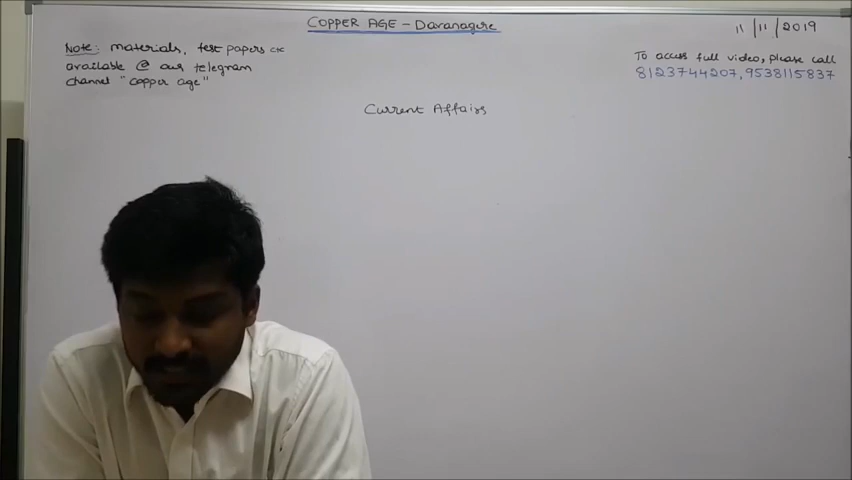 COPPER AGE - Davanagere
11/11/2019
Note: materials, test papers etc
available @ our telegram
channel "copper age"
To access full video, please call
8123744207, 9538115837
Current Affairs